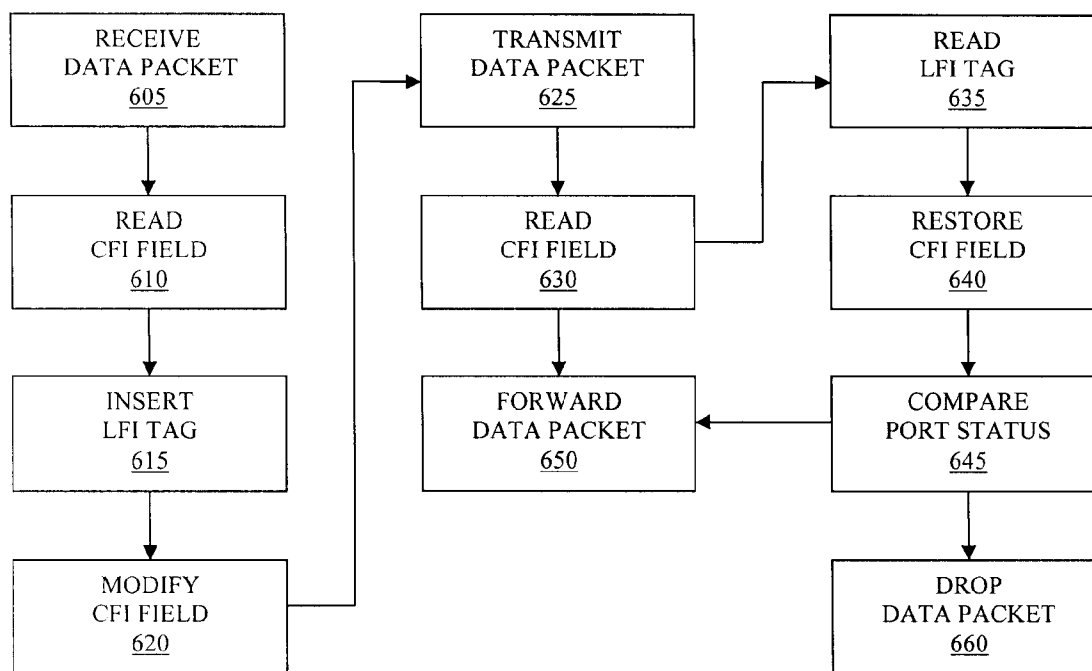 RECEIVE
DATA PACKET
605
READ
CFI FIELD
610
INSERT
LFI TAG
615
MODIFY
CFI FIELD
620
TRANSMIT
DATA PACKET
625
READ
CFI FIELD
630
FORWARD
DATA PACKET
650
READ
LFI TAG
635
RESTORE
CFI FIELD
640
COMPARE
PORT STATUS
645
DROP
DATA PACKET
660